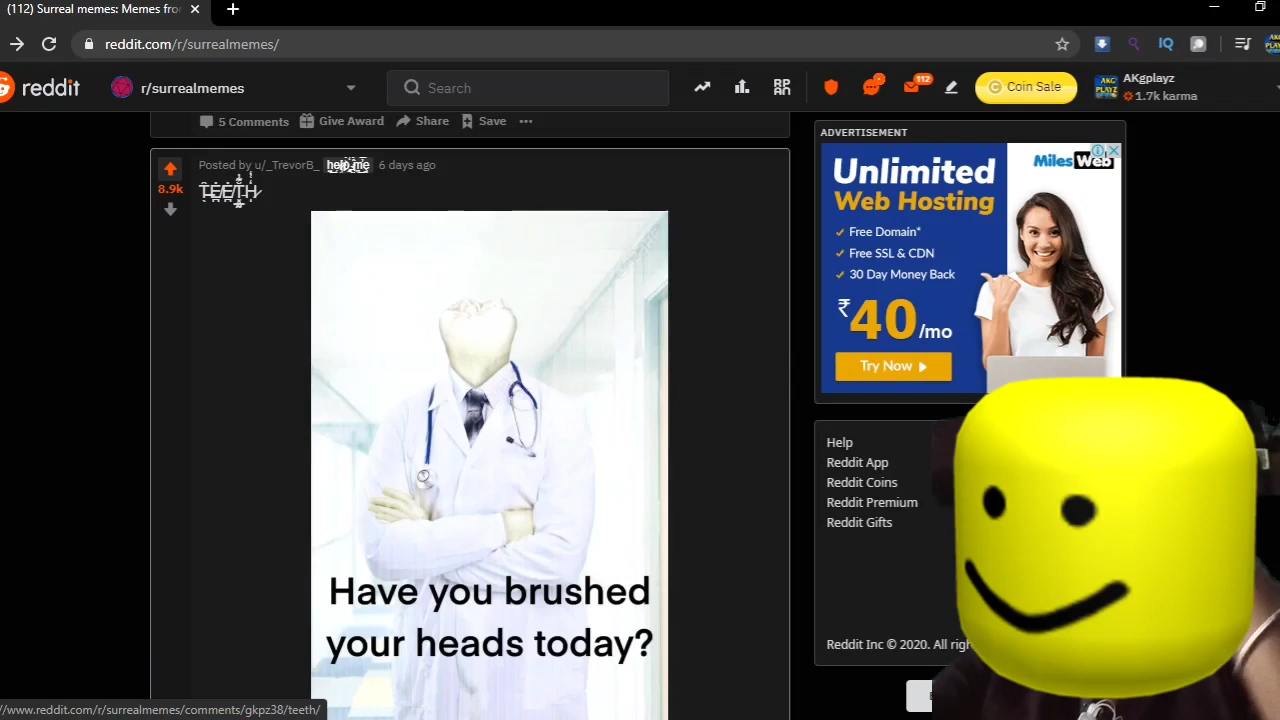 (112) Surreal memes: Memes fro
reddit.com/r/surrealmemes/
IQ
reddit
r/surrealmemes
Search
112
Coin Sale
AKGplayz
1.7k karma
5 Comments
Give Award
Share
Save
8.9k
Posted by u/_TrevorB_
help me
6 days ago
TEETH
Have you brushed
your heads today?
ADVERTISEMENT
MilesWeb
Unlimited
Web Hosting
Free Domain*
Free SSL & CDN
30 Day Money Back
₹40/mo
Try Now
Help
Reddit App
Reddit Coins
Reddit Premium
Reddit Gifts
Reddit Inc © 2020. All righ
//www.reddit.com/r/surrealmemes/comments/gkpz38/teeth/